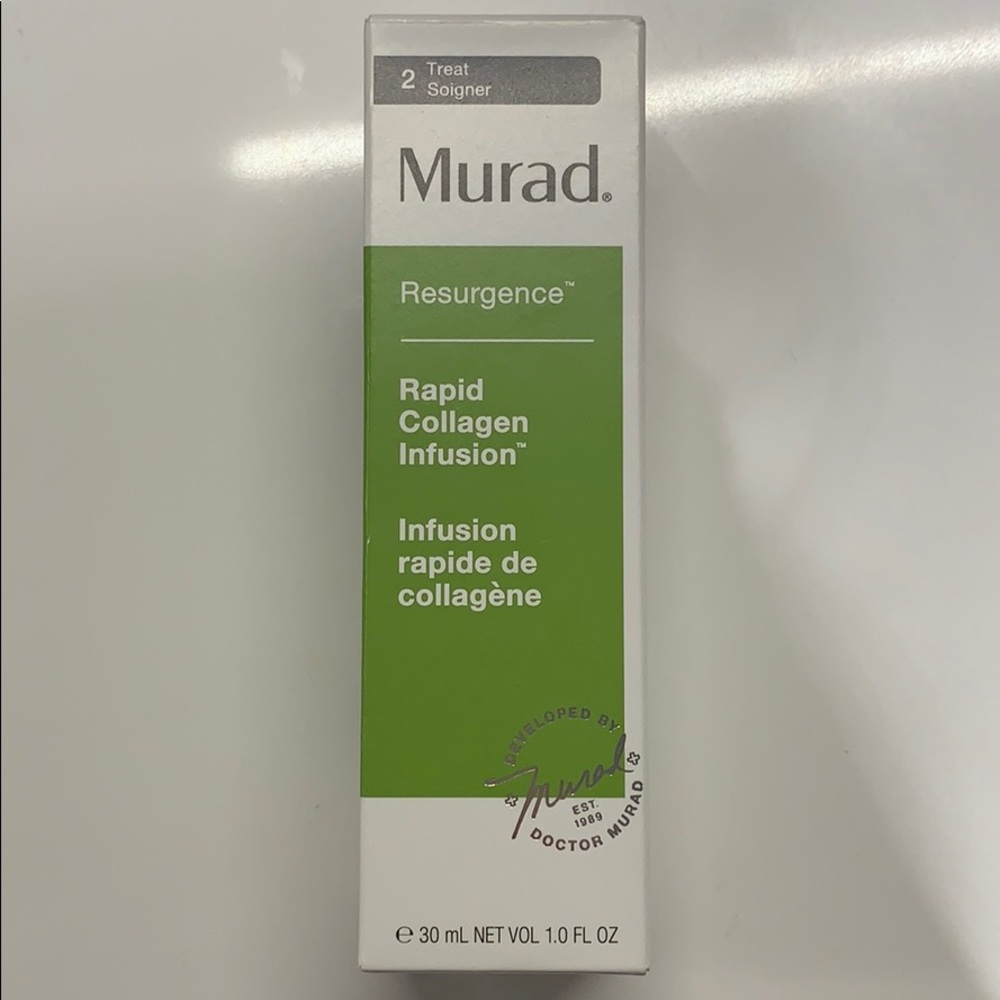 2 Treat
Soigner
Murad®
Resurgence™
Rapid
Collagen
Infusion™
Infusion
rapide de
collagène
DEVELOPED BY
Murad
EST.
1989
DOCTOR MURAD
℮ 30 mL NET VOL 1.0 FL OZ